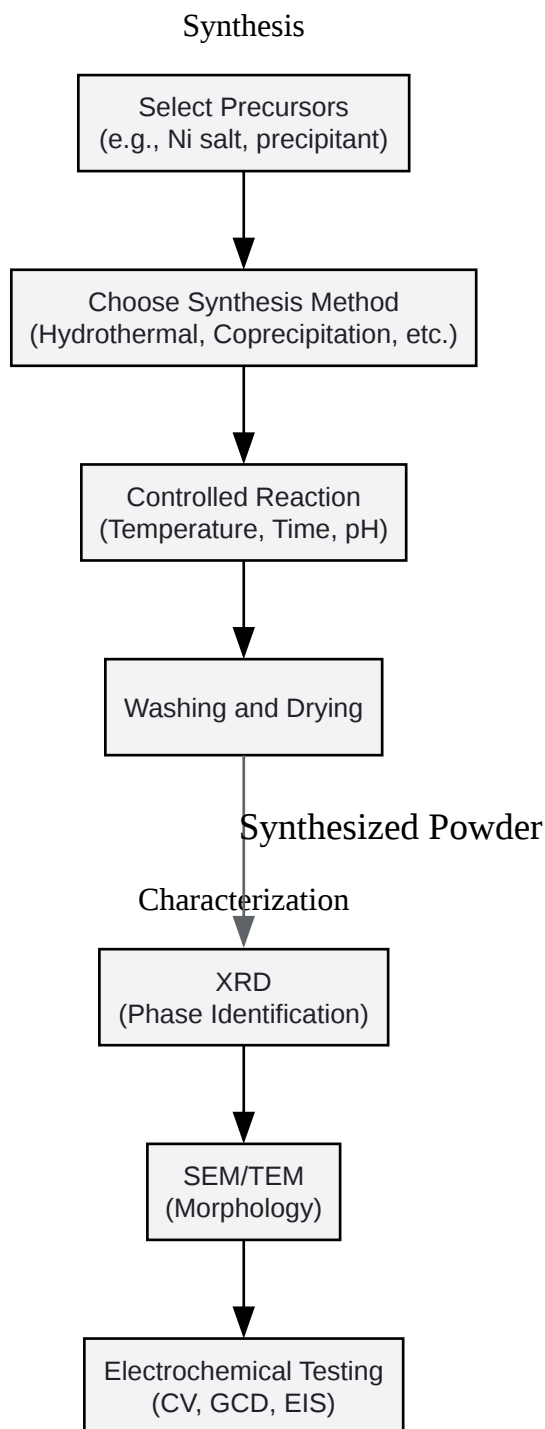 Synthesis
Select Precursors
(e.g., Ni salt, precipitant)
Choose Synthesis Method
(Hydrothermal, Coprecipitation, etc.)
Controlled Reaction
(Temperature, Time, pH)
Washing and Drying
Synthesized Powder
Characterization
XRD
(Phase Identification)
SEM/TEM
(Morphology)
Electrochemical Testing
(CV, GCD, EIS)